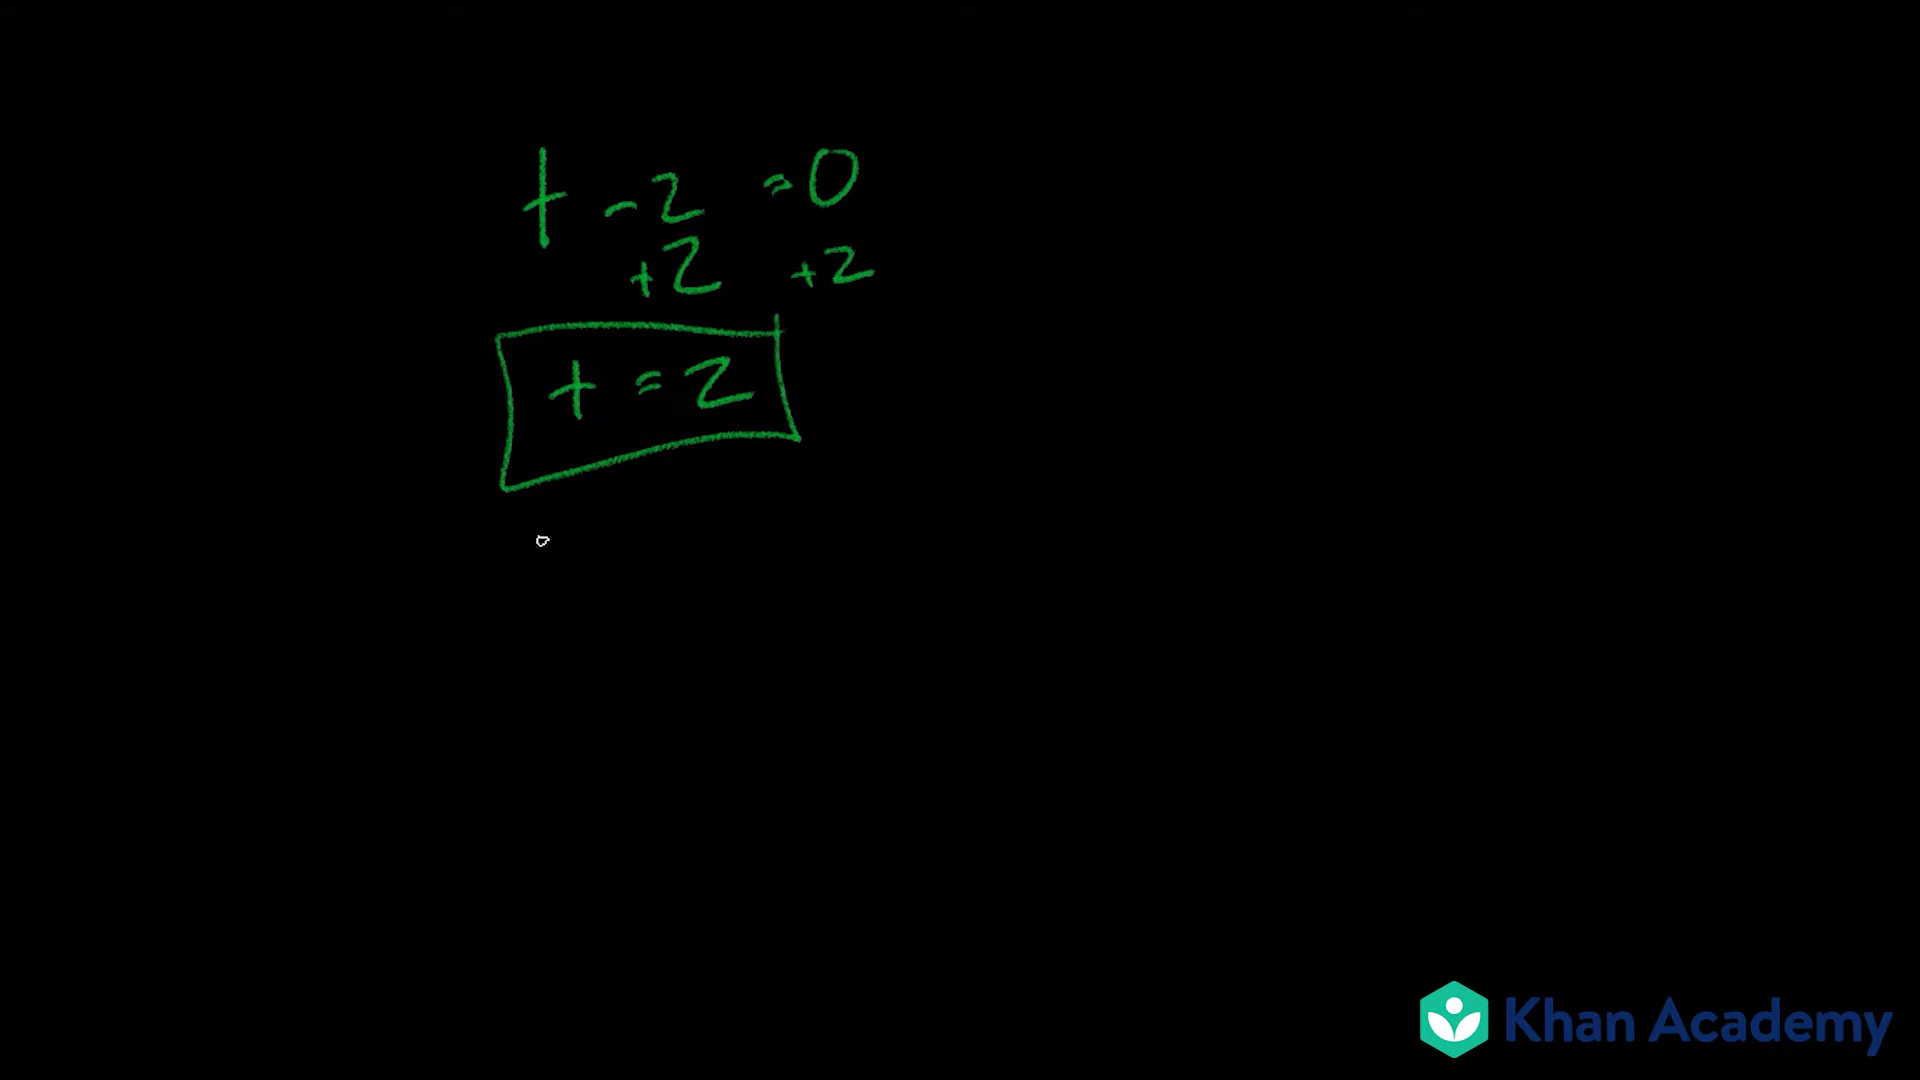 t - 2 = 0
+2 +2
t = 2
Khan Academy